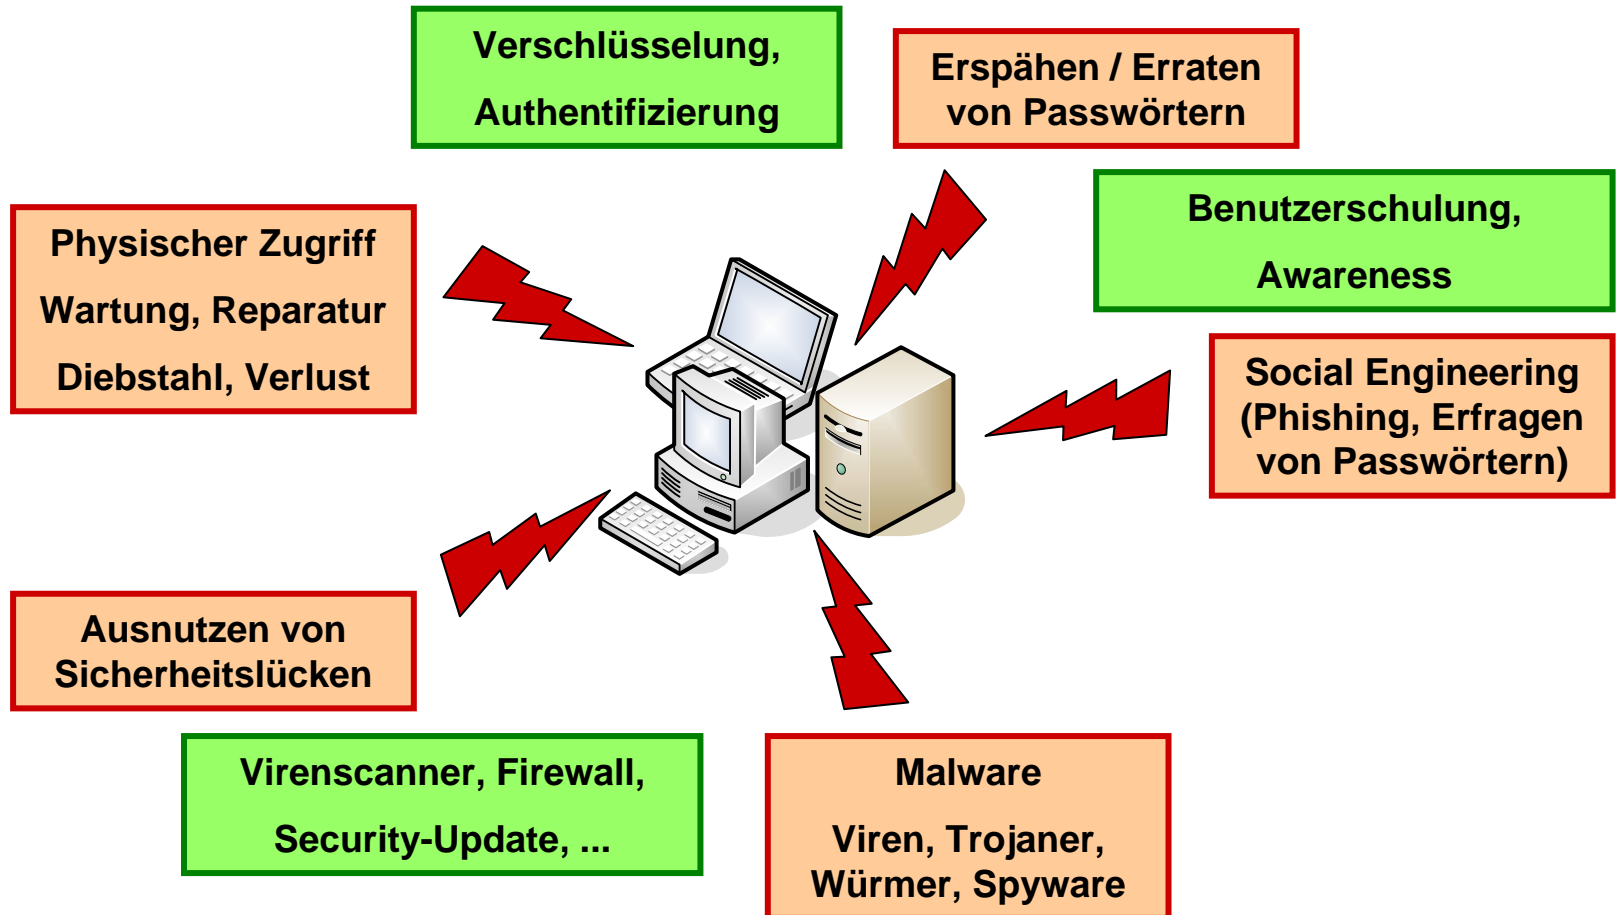 Verschlüsselung,
Authentifizierung
Erspähen / Erraten
von Passwörtern
Benutzerschulung,
Awareness
Physischer Zugriff
Wartung, Reparatur
Diebstahl, Verlust
Social Engineering
(Phishing, Erfragen
von Passwörtern)
Ausnutzen von
Sicherheitslücken
Virenscanner, Firewall,
Security-Update, ...
Malware
Viren, Trojaner,
Würmer, Spyware